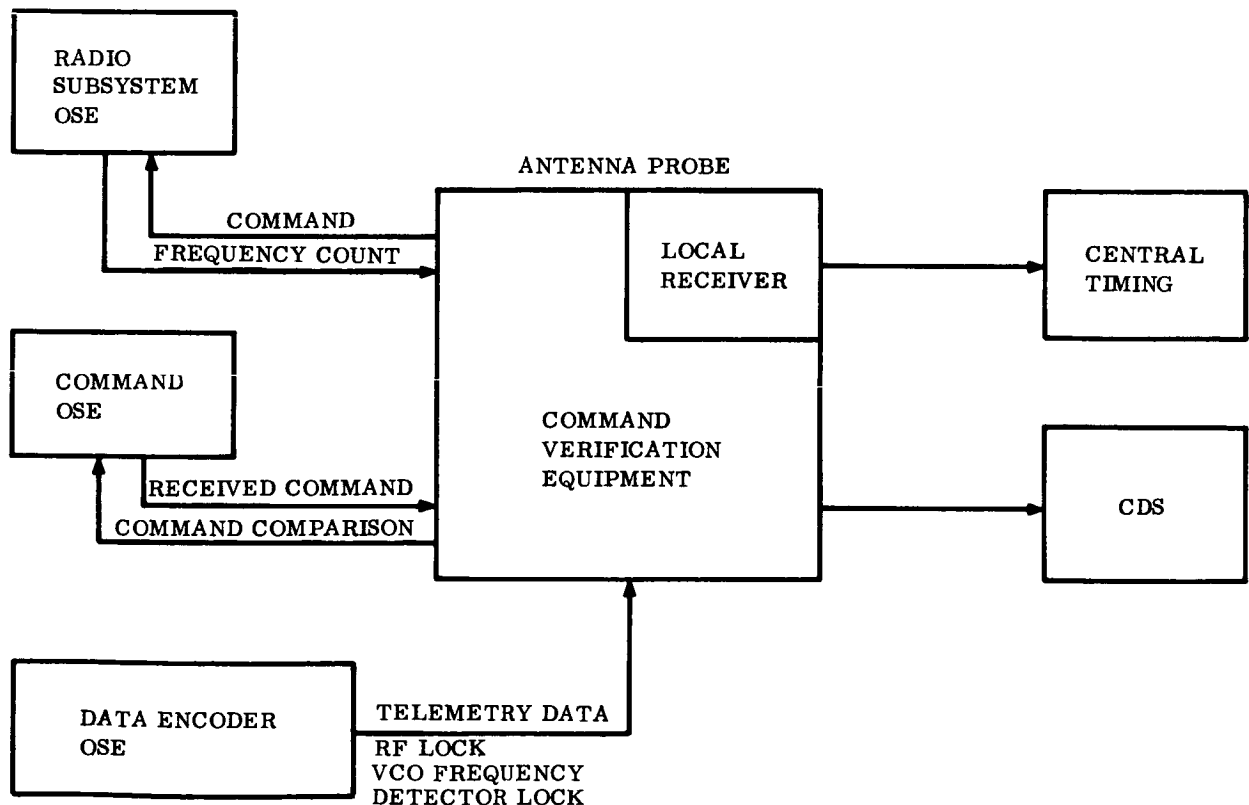 RADIO
SUBSYSTEM
OSE
ANTENNA PROBE
COMMAND
FREQUENCY COUNT
LOCAL
RECEIVER
CENTRAL
TIMING
COMMAND
OSE
COMMAND
VERIFICATION
EQUIPMENT
RECEIVED COMMAND
COMMAND COMPARISON
CDS
DATA ENCODER
OSE
TELEMETRY DATA
RF LOCK
VCO FREQUENCY
DETECTOR LOCK